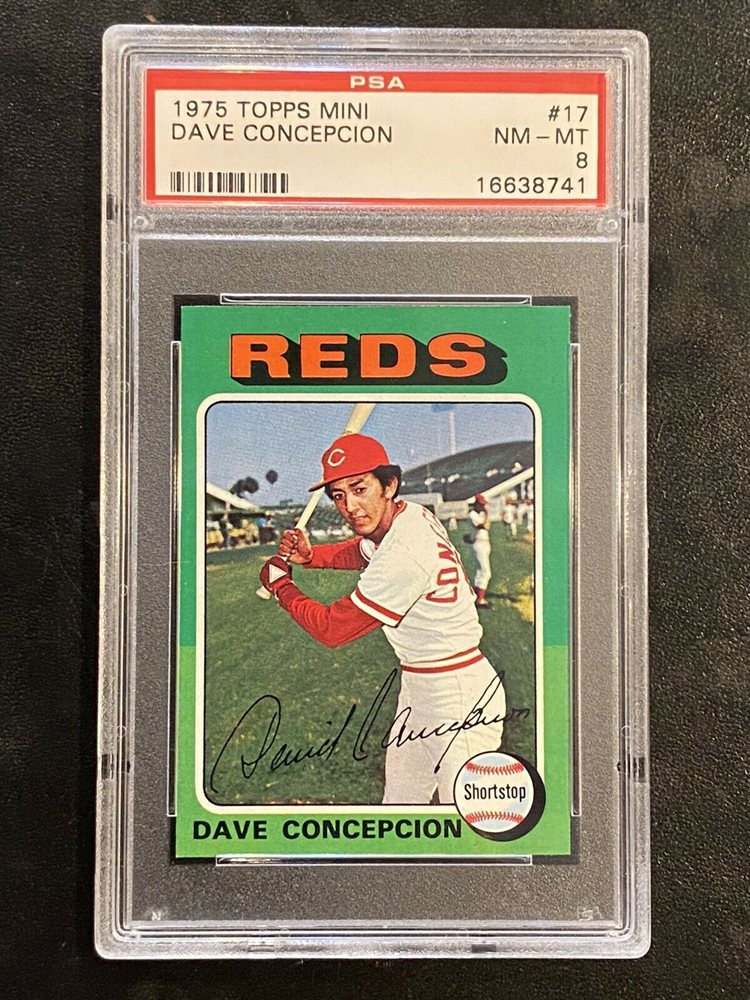 PSA
1975 TOPPS MINI #17
DAVE CONCEPCION NM-MT
8
16638741
REDS
C
David Concepcion
Shortstop
DAVE CONCEPCION